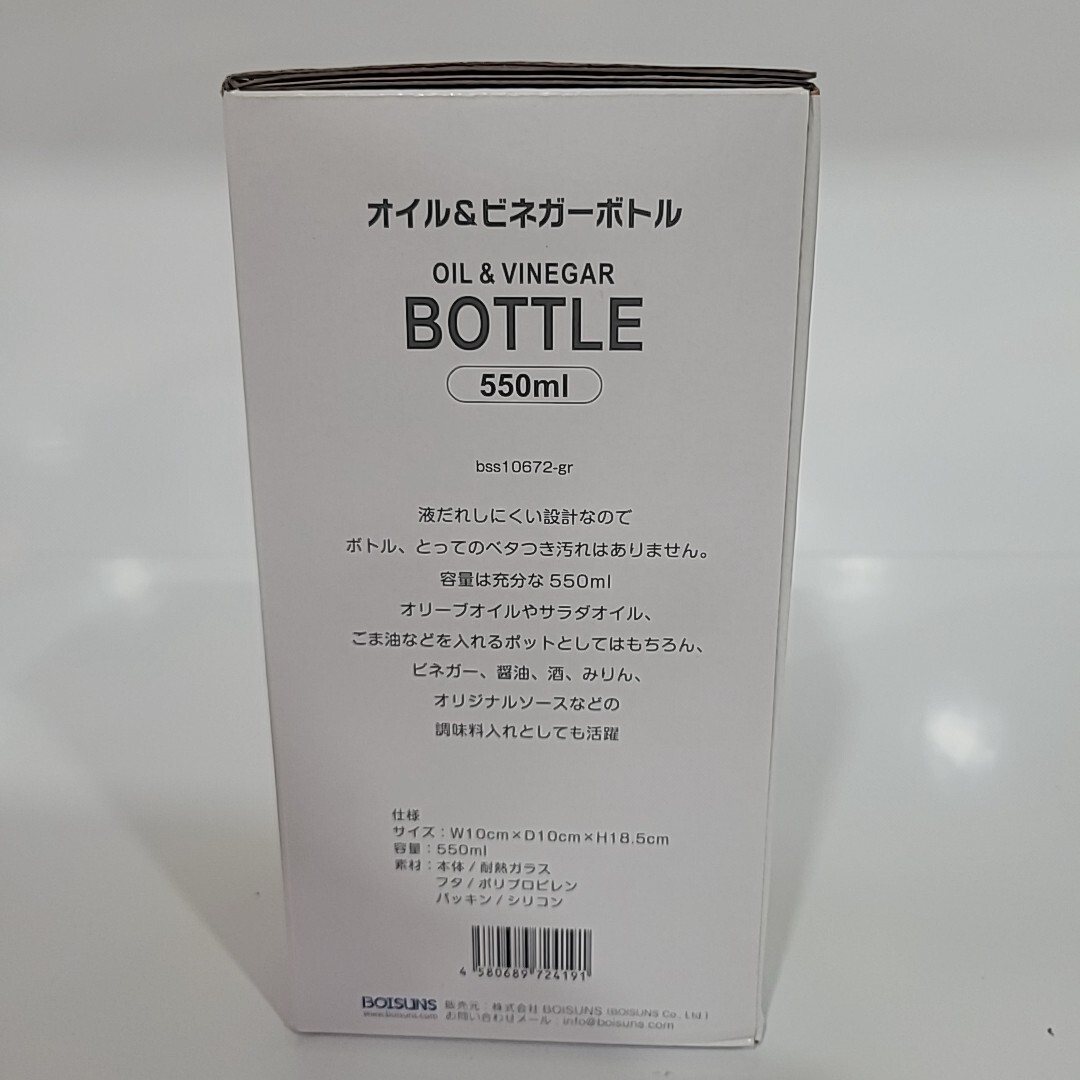 オイル&ビネガーボトル
OIL & VINEGAR
BOTTLE
550ml
bss10672-gr
液だれしにくい設計なので
ボトル、とってのベタつき汚れはありません。
容量は充分な 550ml
オリーブオイルやサラダオイル、
ごま油などを入れるポットとしてはもちろん、
ビネガー、醤油、酒、みりん、
オリジナルソースなどの
調味料入れとしても活躍
仕様
サイズ：W10cm×D10cm×H18.5cm
容量：550ml
素材：本体/耐熱ガラス
フタ/ポリプロピレン
パッキン/シリコン
4 580689 724191
BOISUNS 販売元：株式会社 BOISUNS (BOISUNS Co., Ltd)
www.boisuns.com お問い合わせメール：info@boisuns.com